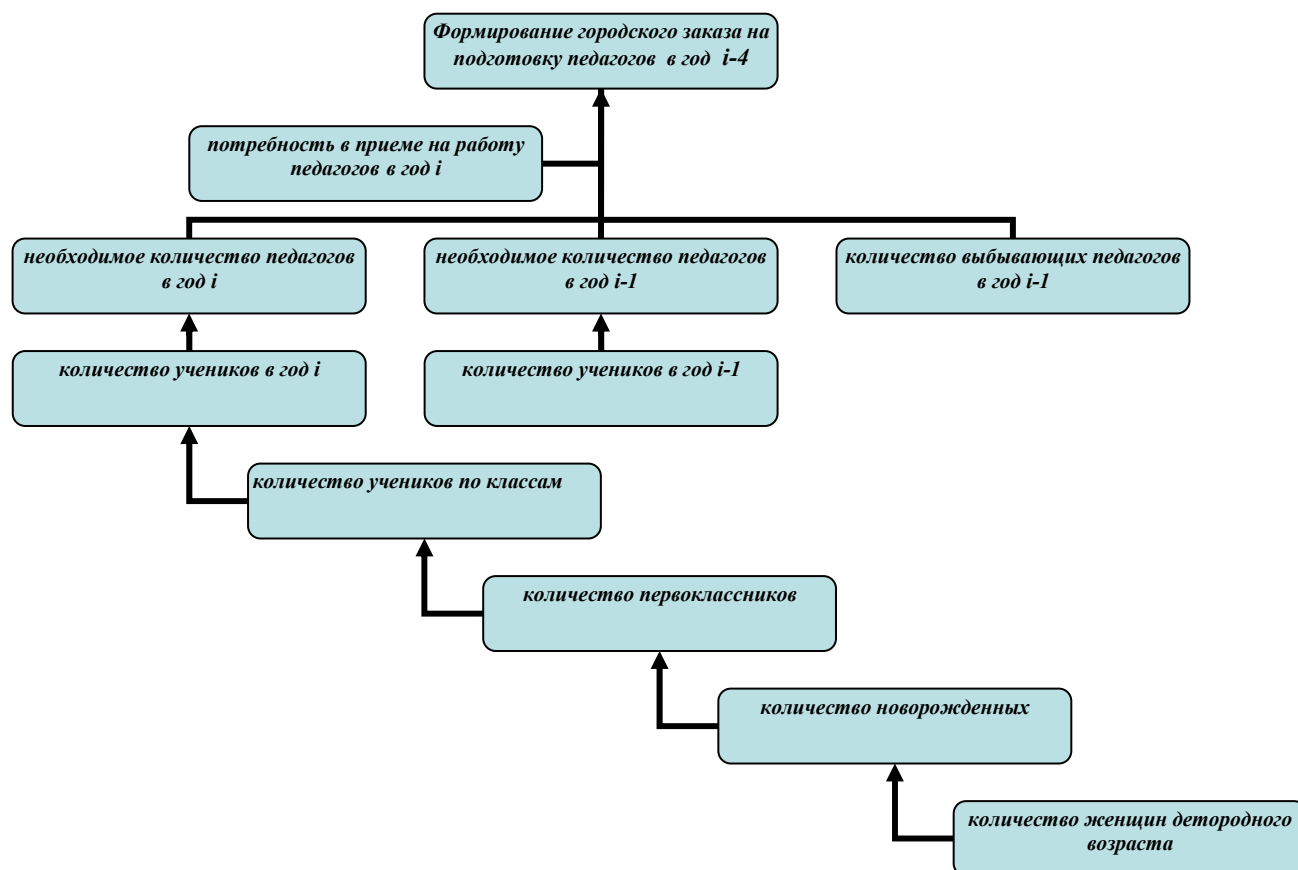 Формирование городского заказа на
подготовку педагогов в год i-4
потребность в приеме на работу
педагогов в год i
необходимое количество педагогов
в год i
необходимое количество педагогов
в год i-1
количество выбывающих педагогов
в год i-1
количество учеников в год i
количество учеников в год i-1
количество учеников по классам
количество первоклассников
количество новорожденных
количество женщин детородного
возраста